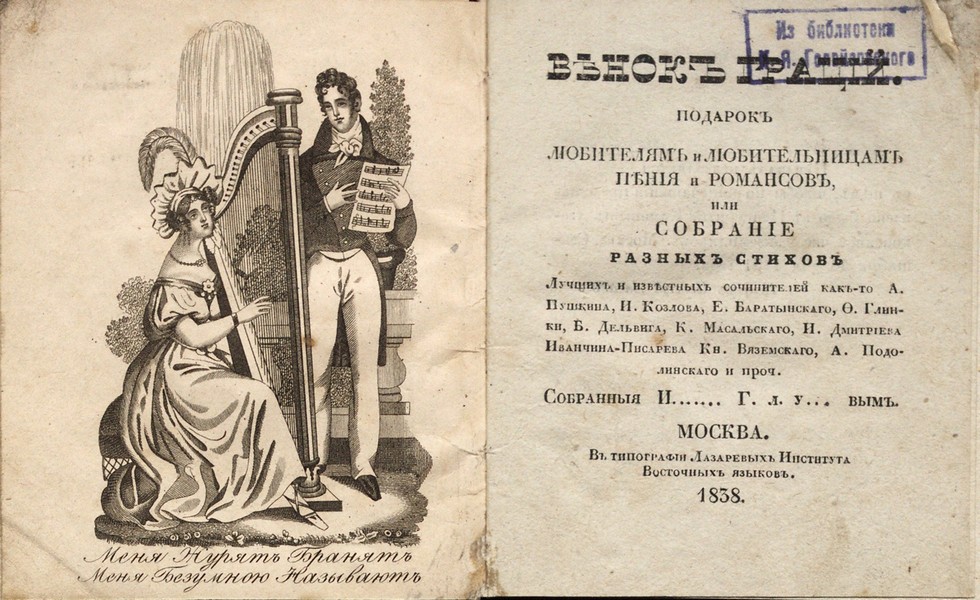 Меня Журятъ Бранятъ
Меня Безумною Называютъ
Из библиотеки
ВѢНОКЪ ГРАЦІЙ.
ПОДАРОКЪ
ЛЮБИТЕЛЯМЪ и ЛЮБИТЕЛЬНИЦАМЪ
ПѢНІЯ и РОМАНСОВЪ,
ИЛИ
СОБРАНІЕ
РАЗНЫХЪ СТИХОВЪ
Лучшихъ и извѣстныхъ сочинителей какъ-то А.
Пушкина, И. Козлова, Е. Баратынскаго, Ѳ. Глин-
ки, Б. Дельвига, К. Масальскаго, И. Дмитріева
Иванчина-Писарева Кн. Вяземскаго, А. Подо-
линскаго и проч.
Собранныя И....... Г. л. у... вымъ.
МОСКВА.
Въ типографіи Лазаревыхъ Института
Восточныхъ языковъ.
1838.